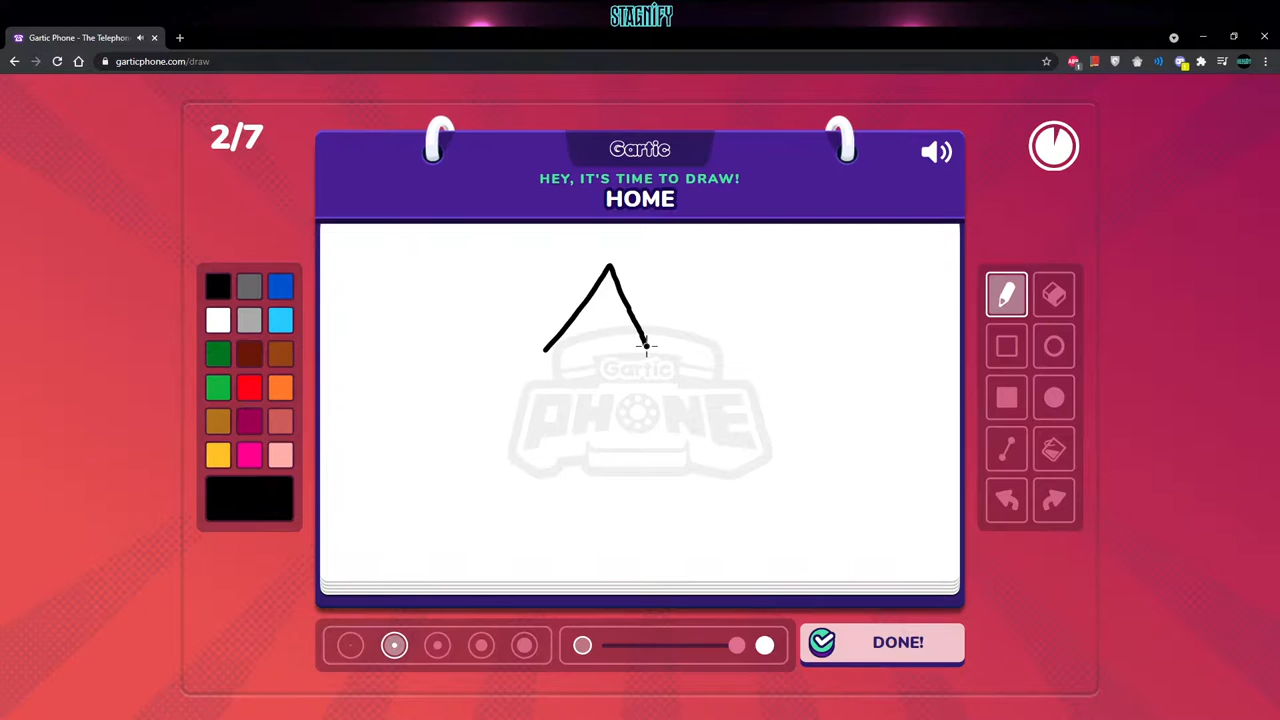 STAGNIFY
Gartic Phone - The Telephon
garticphone.com/draw
2/7
Gartic
HEY, IT'S TIME TO DRAW!
HOME
Gartic
PHONE
DONE!